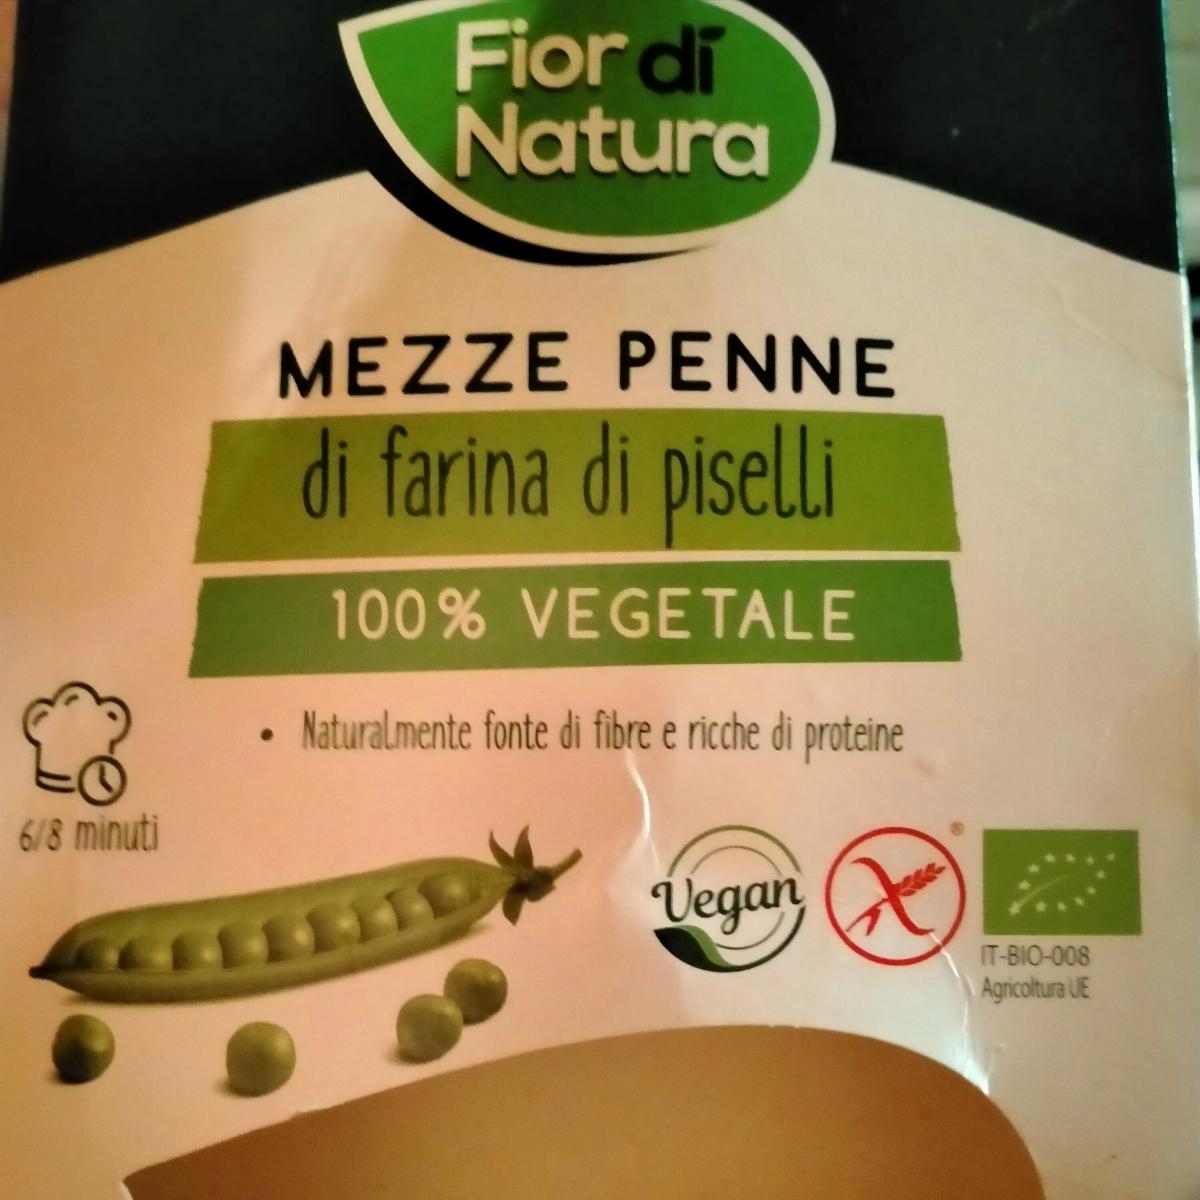 Fior di
Natura
MEZZE PENNE
di farina di piselli
100% VEGETALE
• Naturalmente fonte di fibre e ricche di proteine
6/8 minuti
Vegan
®
IT-BIO-008
Agricoltura UE